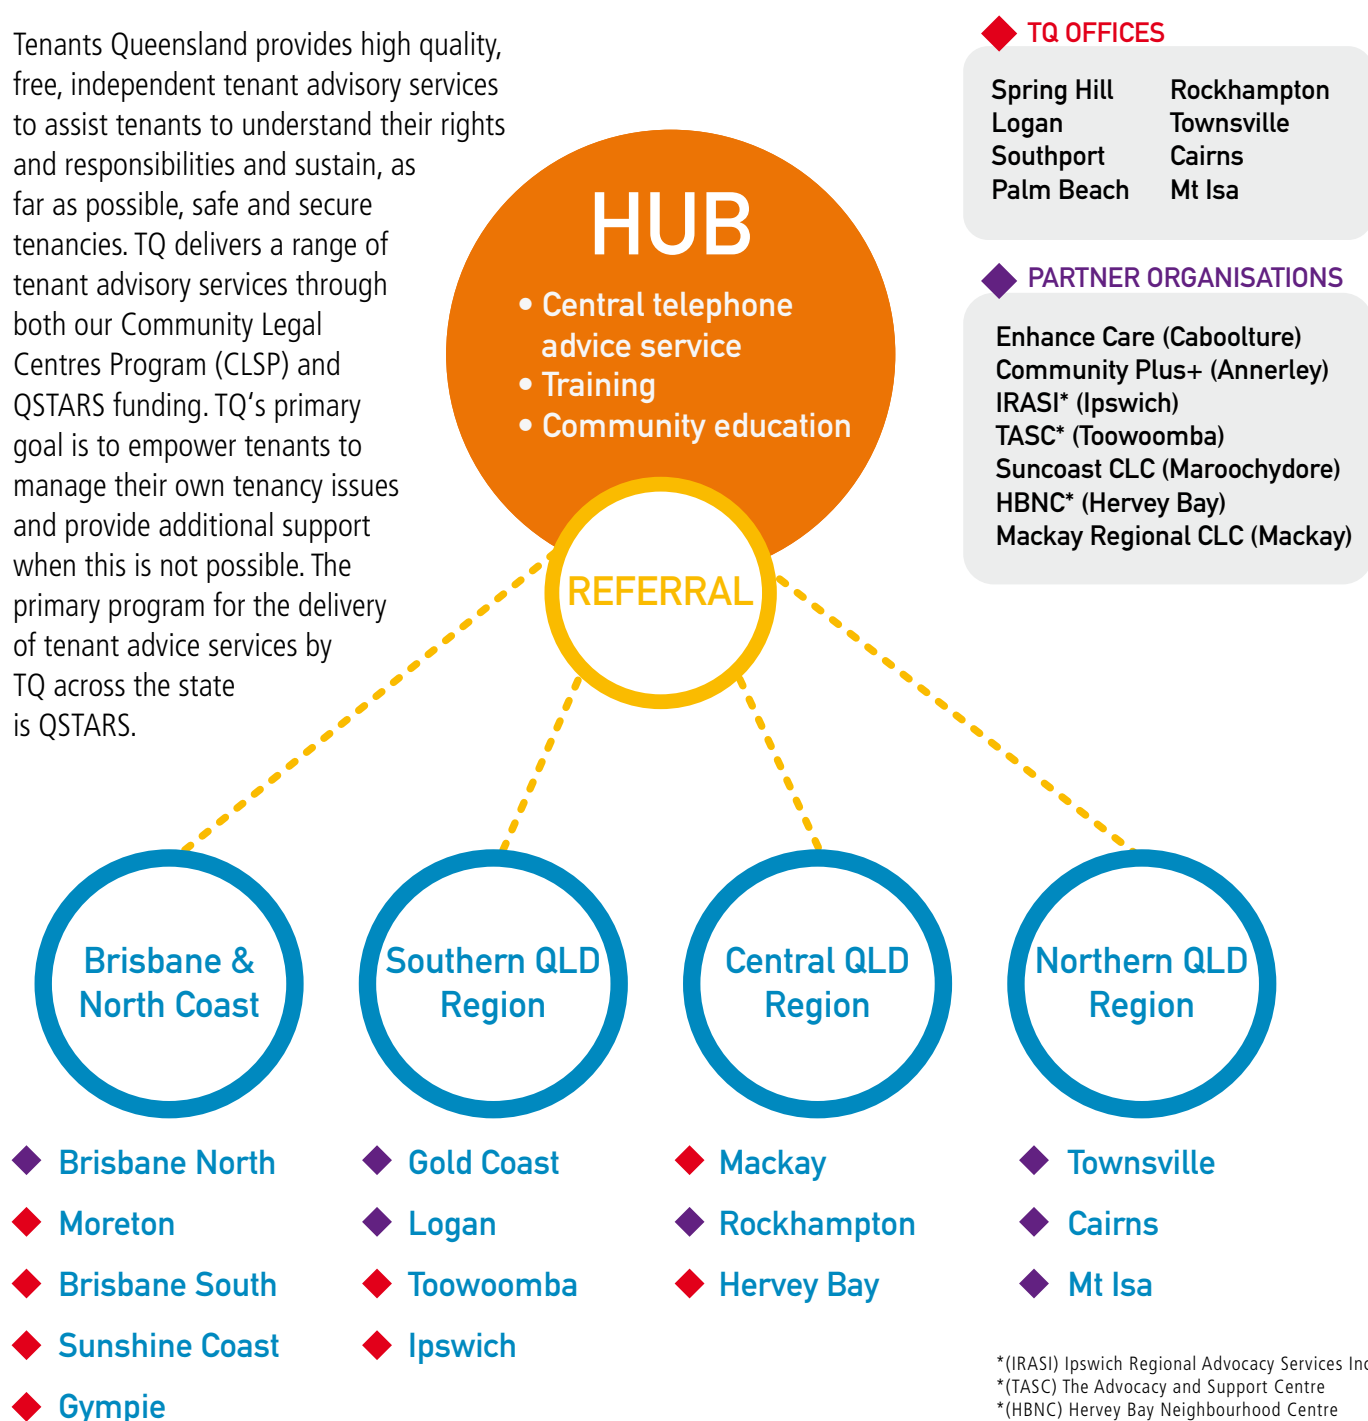 Tenants Queensland provides high quality,
free, independent tenant advisory services
to assist tenants to understand their rights
and responsibilities and sustain, as
far as possible, safe and secure
tenancies. TQ delivers a range of
tenant advisory services through
both our Community Legal
Centres Program (CLSP) and
QSTARS funding. TQ‘s primary
goal is to empower tenants to
manage their own tenancy issues
and provide additional support
when this is not possible. The
primary program for the delivery
of tenant advice services by
TQ across the state
is QSTARS.
HUB
• Central telephone
advice service
• Training
• Community education
REFERRAL
TQ OFFICES
Spring Hill
Logan
Southport
Palm Beach
Rockhampton
Townsville
Cairns
Mt Isa
PARTNER ORGANISATIONS
Enhance Care (Caboolture)
Community Plus+ (Annerley)
IRASI* (Ipswich)
TASC* (Toowoomba)
Suncoast CLC (Maroochydore)
HBNC* (Hervey Bay)
Mackay Regional CLC (Mackay)
Brisbane &
North Coast
Brisbane North
Moreton
Brisbane South
Sunshine Coast
Gympie
Southern QLD
Region
Gold Coast
Logan
Toowoomba
Ipswich
Central QLD
Region
Mackay
Rockhampton
Hervey Bay
Northern QLD
Region
Townsville
Cairns
Mt Isa
*(IRASI) Ipswich Regional Advocacy Services Inc
*(TASC) The Advocacy and Support Centre
*(HBNC) Hervey Bay Neighbourhood Centre